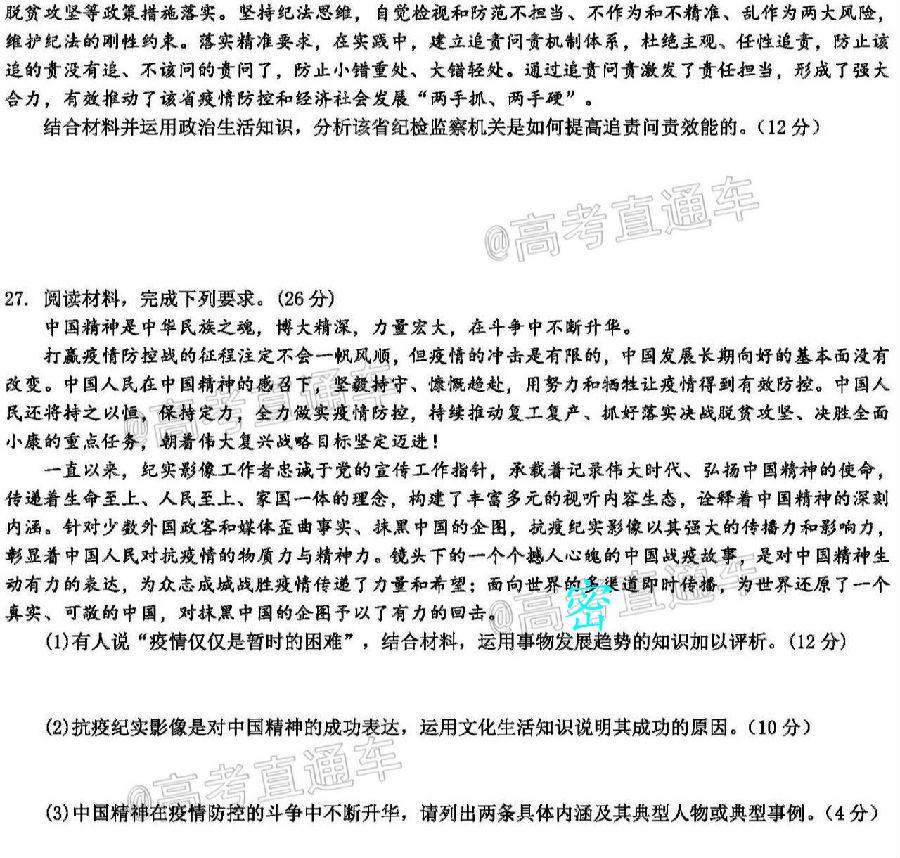 脱贫攻坚等政策措施落实。坚持纪法思维，自觉检视和防范不担当、不作为和不精准、乱作为两大风险，
维护纪法的刚性约束。落实精准要求，在实践中，建立追责问责机制体系，杜绝主观、任性追责，防止该
追的责没有追、不该问的责问了，防止小错重处、大错轻处。通过追责问责激发了责任担当，形成了强大
合力，有效推动了该省疫情防控和经济社会发展“两手抓、两手硬”。
结合材料并运用政治生活知识，分析该省纪检监察机关是如何提高追责问责效能的。（12分）
@高考直通车
27. 阅读材料，完成下列要求。(26分)
中国精神是中华民族之魂，博大精深，力量宏大，在斗争中不断升华。
打赢疫情防控战的征程注定不会一帆风顺，但疫情的冲击是有限的，中国发展长期向好的基本面没有
改变。中国人民在中国精神的感召下，坚毅持守、慷慨趋赴，用努力和牺牲让疫情得到有效防控。中国人
民还将持之以恒、保持定力，全力做实疫情防控，持续推动复工复产、抓好落实决战脱贫攻坚、决胜全面
小康的重点任务，朝着伟大复兴战略目标坚定迈进！
@高考直通车
一直以来，纪实影像工作者忠诚于党的宣传工作指针，承载着记录伟大时代、弘扬中国精神的使命，
传递着生命至上、人民至上、家国一体的理念，构建了丰富多元的视听内容生态，诠释着中国精神的深刻
内涵。针对少数外国政客和媒体歪曲事实、抹黑中国的企图，抗疫纪实影像以其强大的传播力和影响力，
彰显着中国人民对抗疫情的物质力与精神力。镜头下的一个个撼人心魄的中国战疫故事，是对中国精神生
动有力的表达，为众志成城战胜疫情传递了力量和希望；面向世界的多渠道即时传播，为世界还原了一个
真实、可敬的中国，对抹黑中国的企图予以了有力的回击。
密
@高考直通车
(1)有人说“疫情仅仅是暂时的困难”，结合材料，运用事物发展趋势的知识加以评析。（12分）
(2)抗疫纪实影像是对中国精神的成功表达，运用文化生活知识说明其成功的原因。（10分）
@高考直通车
(3)中国精神在疫情防控的斗争中不断升华，请列出两条具体内涵及其典型人物或典型事例。（4分）